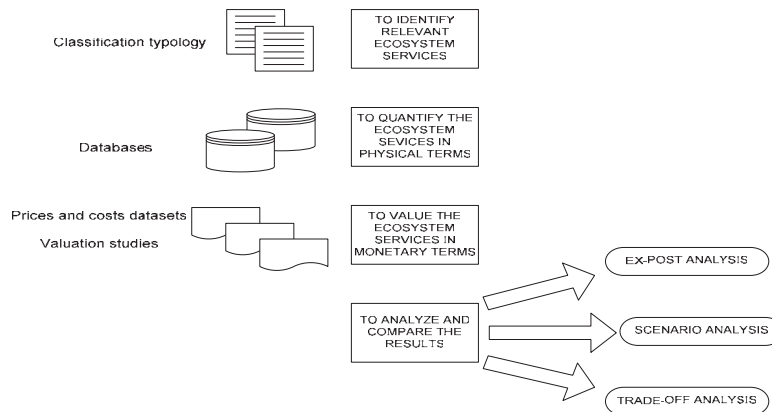 Classification typology
TO IDENTIFY
RELEVANT
ECOSYSTEM
SERVICES
Databases
TO QUANTIFY THE
ECOSYSTEM
SEVICES IN
PHYSICAL TERMS
Prices and costs datasets
Valuation studies
TO VALUE THE
ECOSYSTEM
SERVICES IN
MONETARY TERMS
TO ANALYZE AND
COMPARE THE
RESULTS
EX-POST ANALYSIS
SCENARIO ANALYSIS
TRADE-OFF ANALYSIS